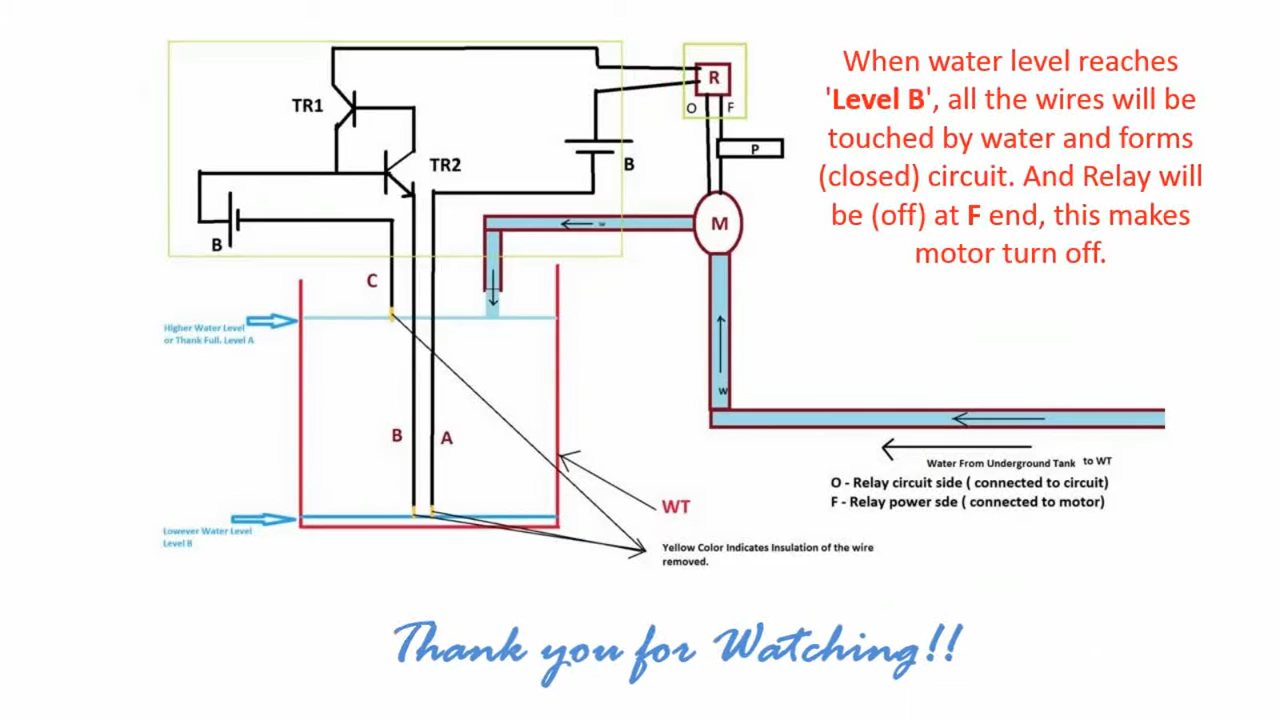 When water level reaches
'Level B', all the wires will be
touched by water and forms
(closed) circuit. And Relay will
be (off) at F end, this makes
motor turn off.
R
O F
TR1
P
TR2
B
B
M
w
C
Higher Water Level
or Thank Full. Level A
W
B A
Water From Underground Tank to WT
O - Relay circuit side ( connected to circuit)
F - Relay power sde ( connected to motor)
WT
Lowever Water Level
Level B
Yellow Color Indicates Insulation of the wire
removed.
Thank you for Watching!!